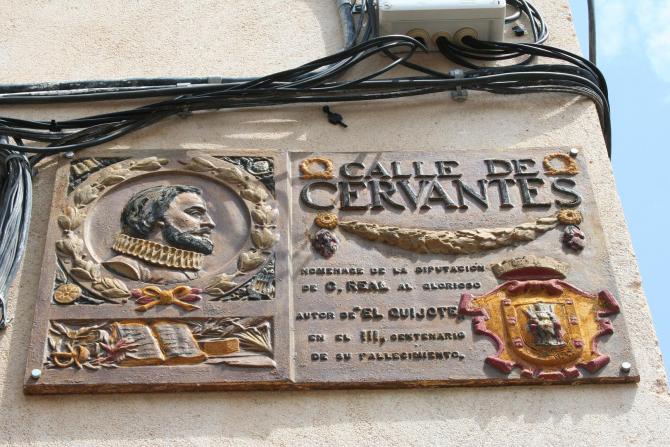 CALLE DE
CERVANTES
HOMENAGE DE LA DIPUTACION
DE C. REAL AL GLORIOSO
AUTOR DE "EL QUIJOTE"
EN EL III, CENTENARIO
DE SU FALLECIMIENTO.